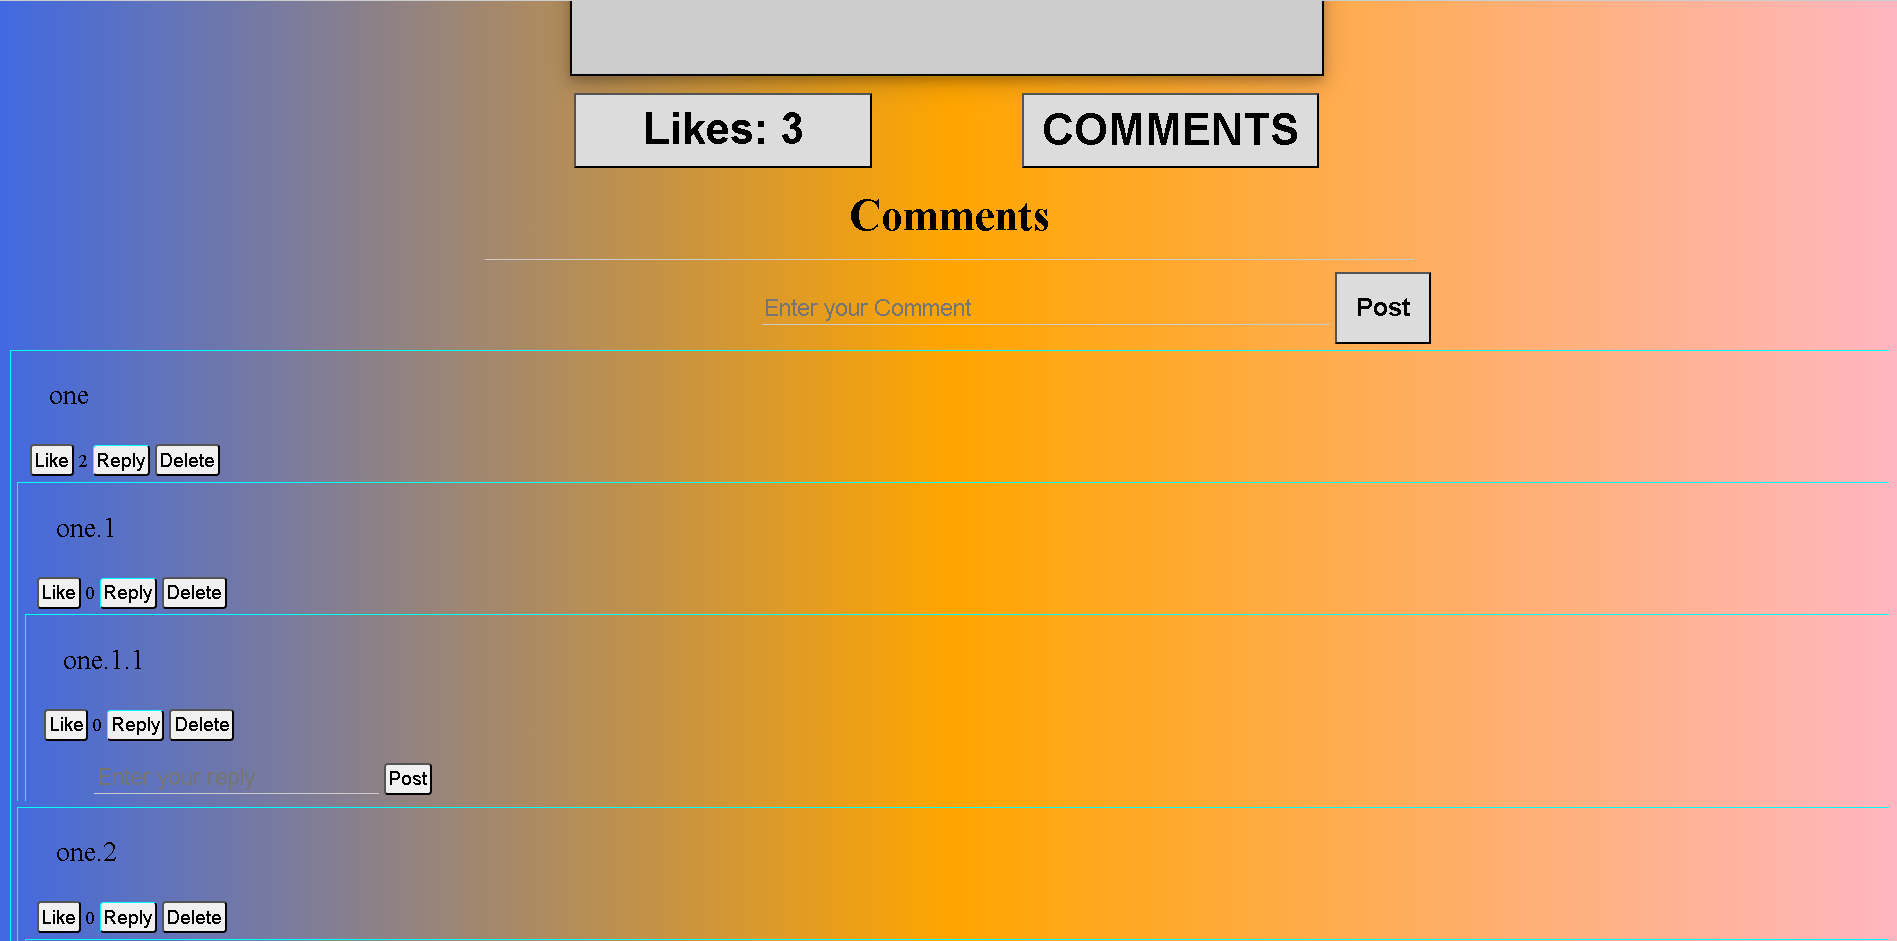 Likes: 3 COMMENTS
Comments
Enter your Comment Post
one
Like 2 Reply Delete
one.1
Like 0 Reply Delete
one.1.1
Like 0 Reply Delete
Enter your reply Post
one.2
Like 0 Reply Delete